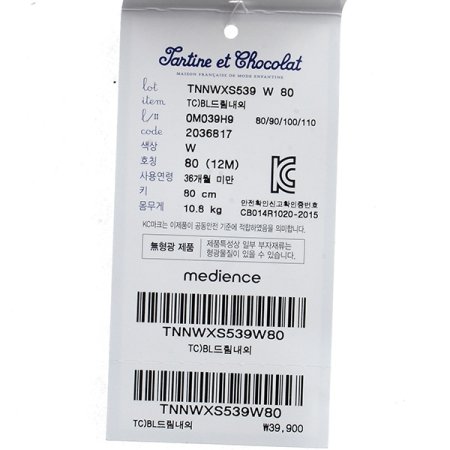 Tartine et Chocolat
MAISON FRANÇAISE DE MODE ENFANTINE
lot TNNWXS539 W 80
item TC)BL드림내의
l/# 0M039H9 80/90/100/110
code 2036817
색상 W
호칭 80 (12M)
사용연령 36개월 미만
키 80 cm
몸무게 10.8 kg
안전확인신고확인증번호
CB014R1020-2015
KC마크는 이제품이 공동안전 기준에 적합하였음을 의미합니다
無형광 제품
제품특성상 일부 부자재류는
형광물질이 있을 수 있습니다.
medience
TNNWXS539W80
TC)BL드림내의
TNNWXS539W80
TC)BL드림내의 ₩39,900